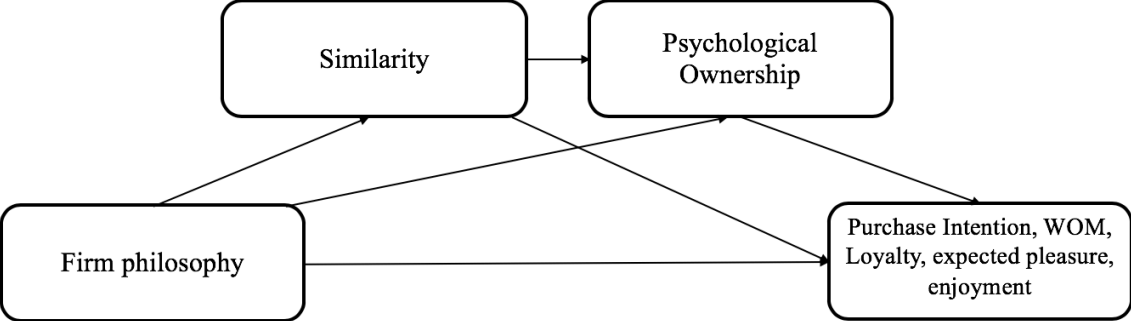 Similarity
Psychological
Ownership
Firm philosophy
Purchase Intention, WOM,
Loyalty, expected pleasure,
enjoyment